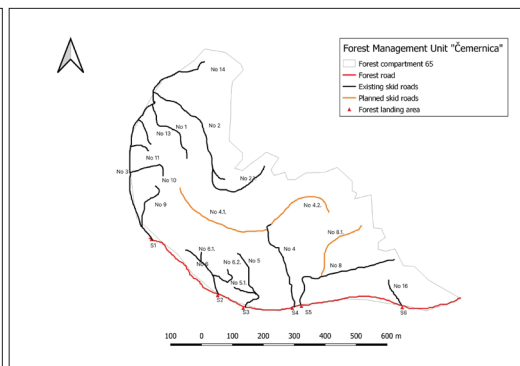 Forest Management Unit "Čemernica"
Forest compartment 65
Forest road
Existing skid roads
Planned skid roads
Forest landing area
No 14
No 2
No 1
No 13
No 11
No 3
No 10
No 2.
No 9
No 4.1.
No 4.2.
No 8.1.
S1
No 6.1.
No 6
No 6.2.
No 5
No 4
No 5.1.
No 8
No 16
S2
S3
S4
S5
S6
100 0 100 200 300 400 500 600 m